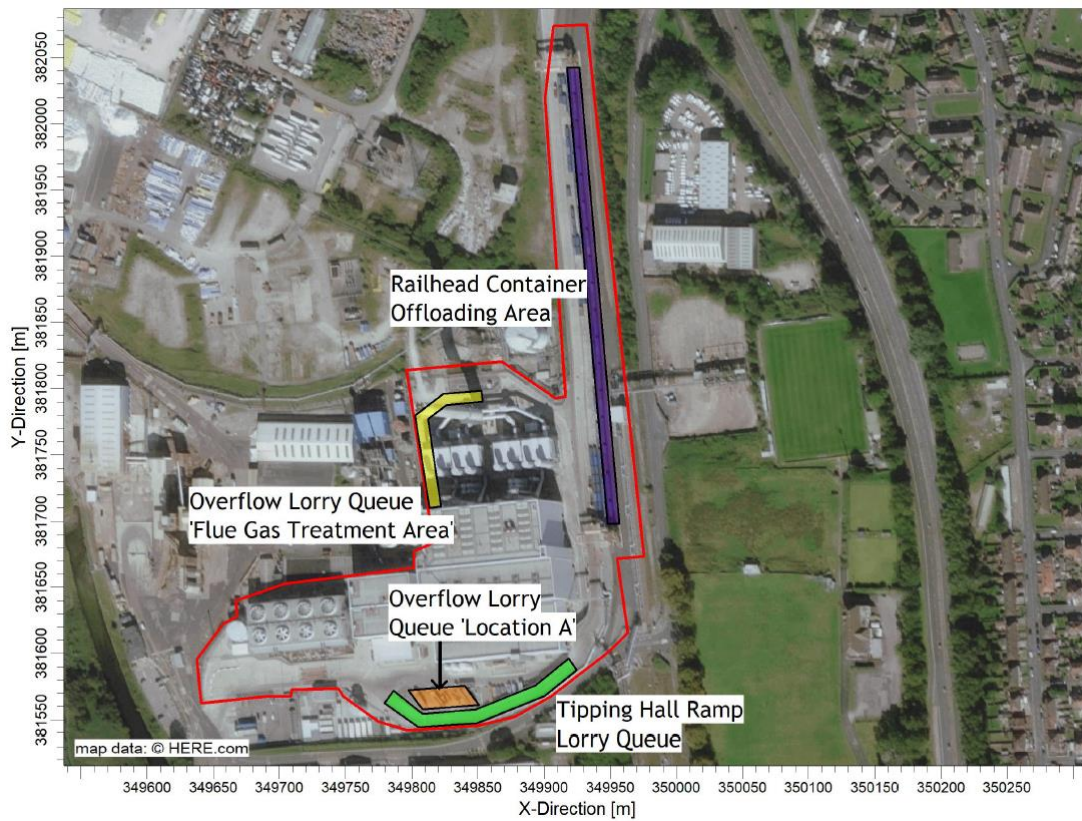 Y-Direction [m]
382050
382000
381950
381900
381850
381800
381750
381700
381650
381600
381550
Railhead Container
Offloading Area
Overflow Lorry Queue
'Flue Gas Treatment Area'
Overflow Lorry
Queue 'Location A'
Tipping Hall Ramp
Lorry Queue
map data: © HERE.com
349600
349650
349700
349750
349800
349850
349900
349950
350000
350050
350100
350150
350200
350250
X-Direction [m]